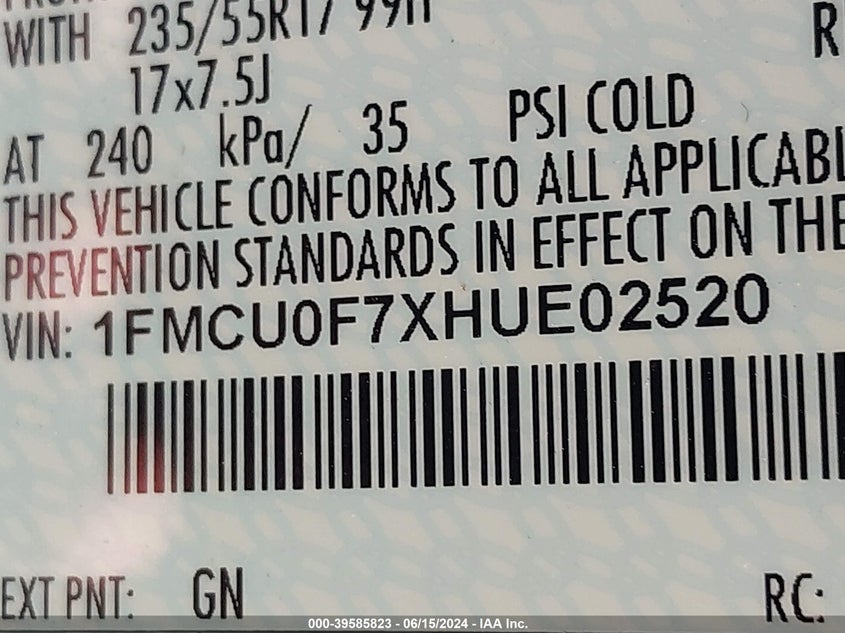 WITH 235/55R17 99H R
17x7.5J
AT 240 kPa/ 35 PSI COLD
THIS VEHICLE CONFORMS TO ALL
PREVENTION STANDARDS IN EFFECT ON THE
VIN: 1FMCU0F7XHUE02520
EXT PNT: GN RC:
000-39585823 - 06/15/2024 - IAA Inc.